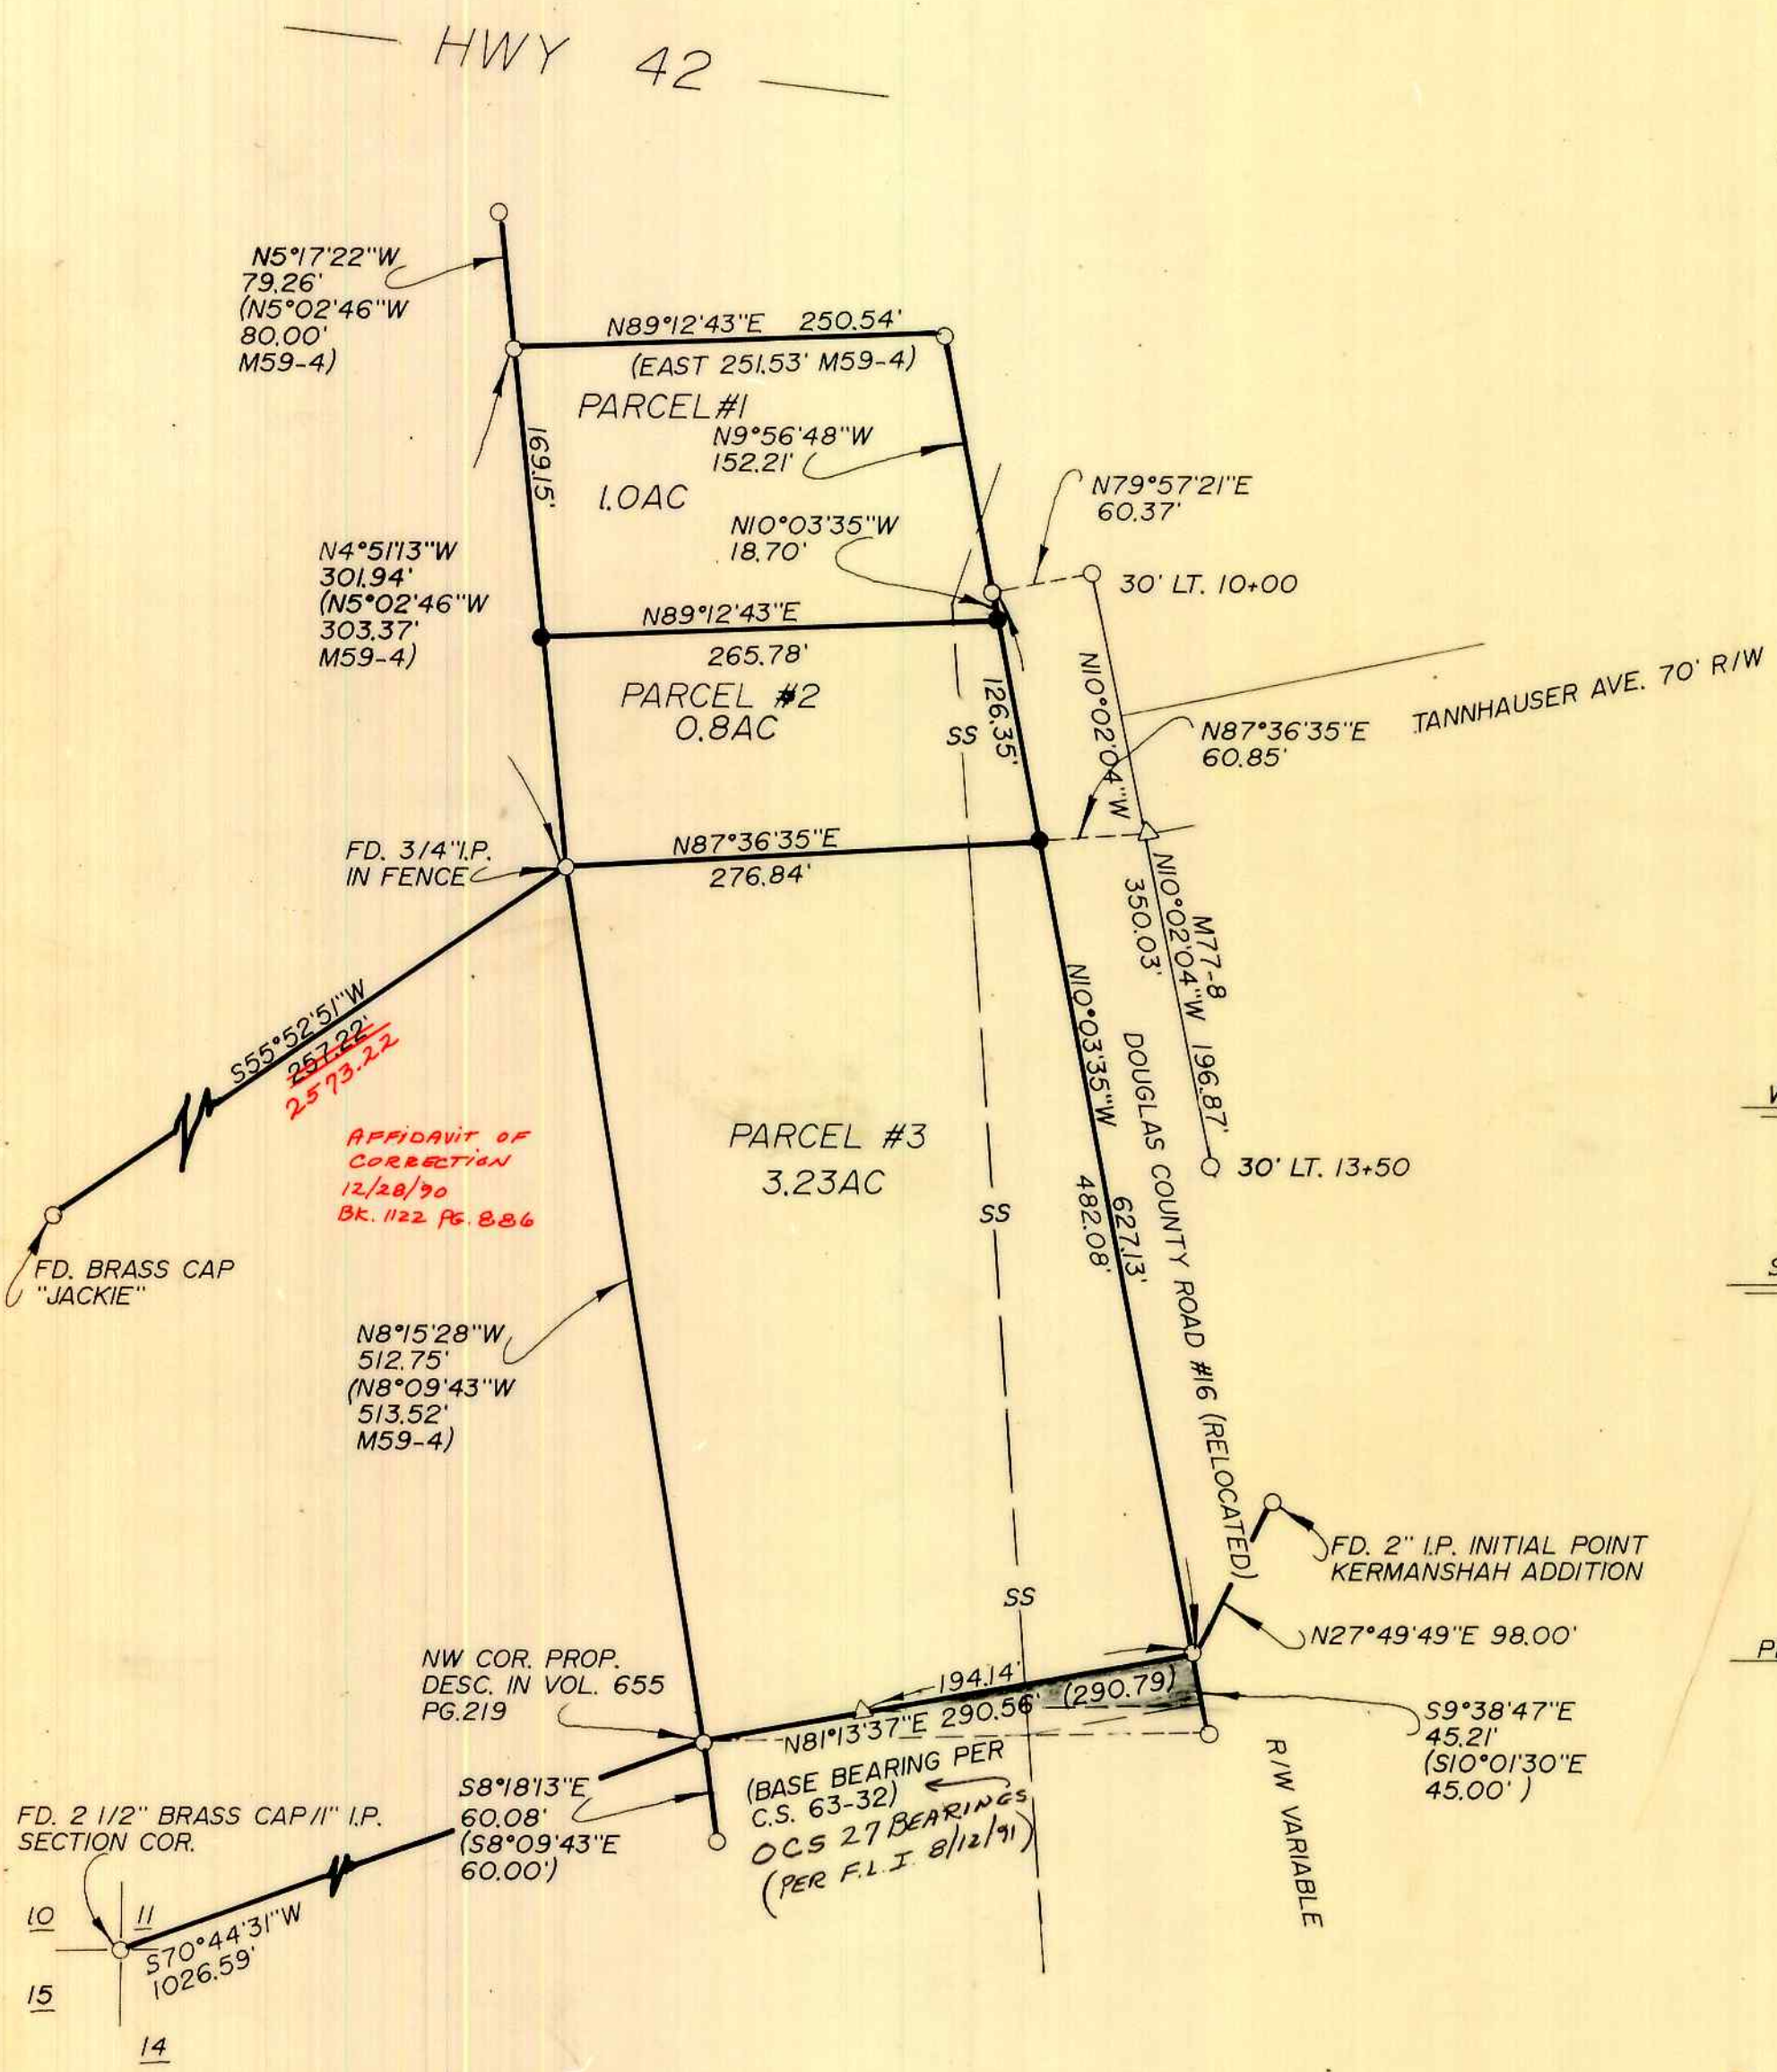 HWY 42
N5°17'22"W
79.26'
(N5°02'46"W
80.00'
M59-4)
N89°12'43"E 250.54'
(EAST 251.53' M59-4)
PARCEL #1
N9°56'48"W
152.21'
169.15'
1.0AC
N79°57'21"E
60.37'
N10°03'35"W
18.70'
N4°51'13"W
301.94'
(N5°02'46"W
303.37'
M59-4)
30' LT. 10+00
N89°12'43"E
265.78'
PARCEL #2
0.8AC
126.35'
SS
N10°02'04"W
TANNHAUSER AVE. 70' R/W
N87°36'35"E
60.85'
FD. 3/4" I.P.
IN FENCE
N87°36'35"E
276.84'
M77-8
N10°02'04"W 196.87'
350.03'
S55°52'51"W
257.22'
2573.22
AFFIDAVIT OF
CORRECTION
12/28/90
BK. 1122 PG. 886
N10°03'35"W
627.13'
482.08'
DOUGLAS COUNTY ROAD #16 (RELOCATED)
PARCEL #3
3.23AC
30' LT. 13+50
SS
FD. BRASS CAP
"JACKIE"
N8°15'28"W
512.75'
(N8°09'43"W
513.52'
M59-4)
FD. 2" I.P. INITIAL POINT
KERMANSHAH ADDITION
SS
N27°49'49"E 98.00'
NW COR. PROP.
DESC. IN VOL. 655
PG.219
194.14'
N81°13'37"E 290.56' (290.79)
S9°38'47"E
45.21'
(S10°01'30"E
45.00' )
R/W VARIABLE
(BASE BEARING PER
C.S. 63-32)
OCS 27 BEARINGS
(PER F.L.I. 8/12/91)
S8°18'13"E
60.08'
(S8°09'43"E
60.00')
FD. 2 1/2" BRASS CAP/1" I.P.
SECTION COR.
10 11
S70°44'31"W
1026.59'
15
14